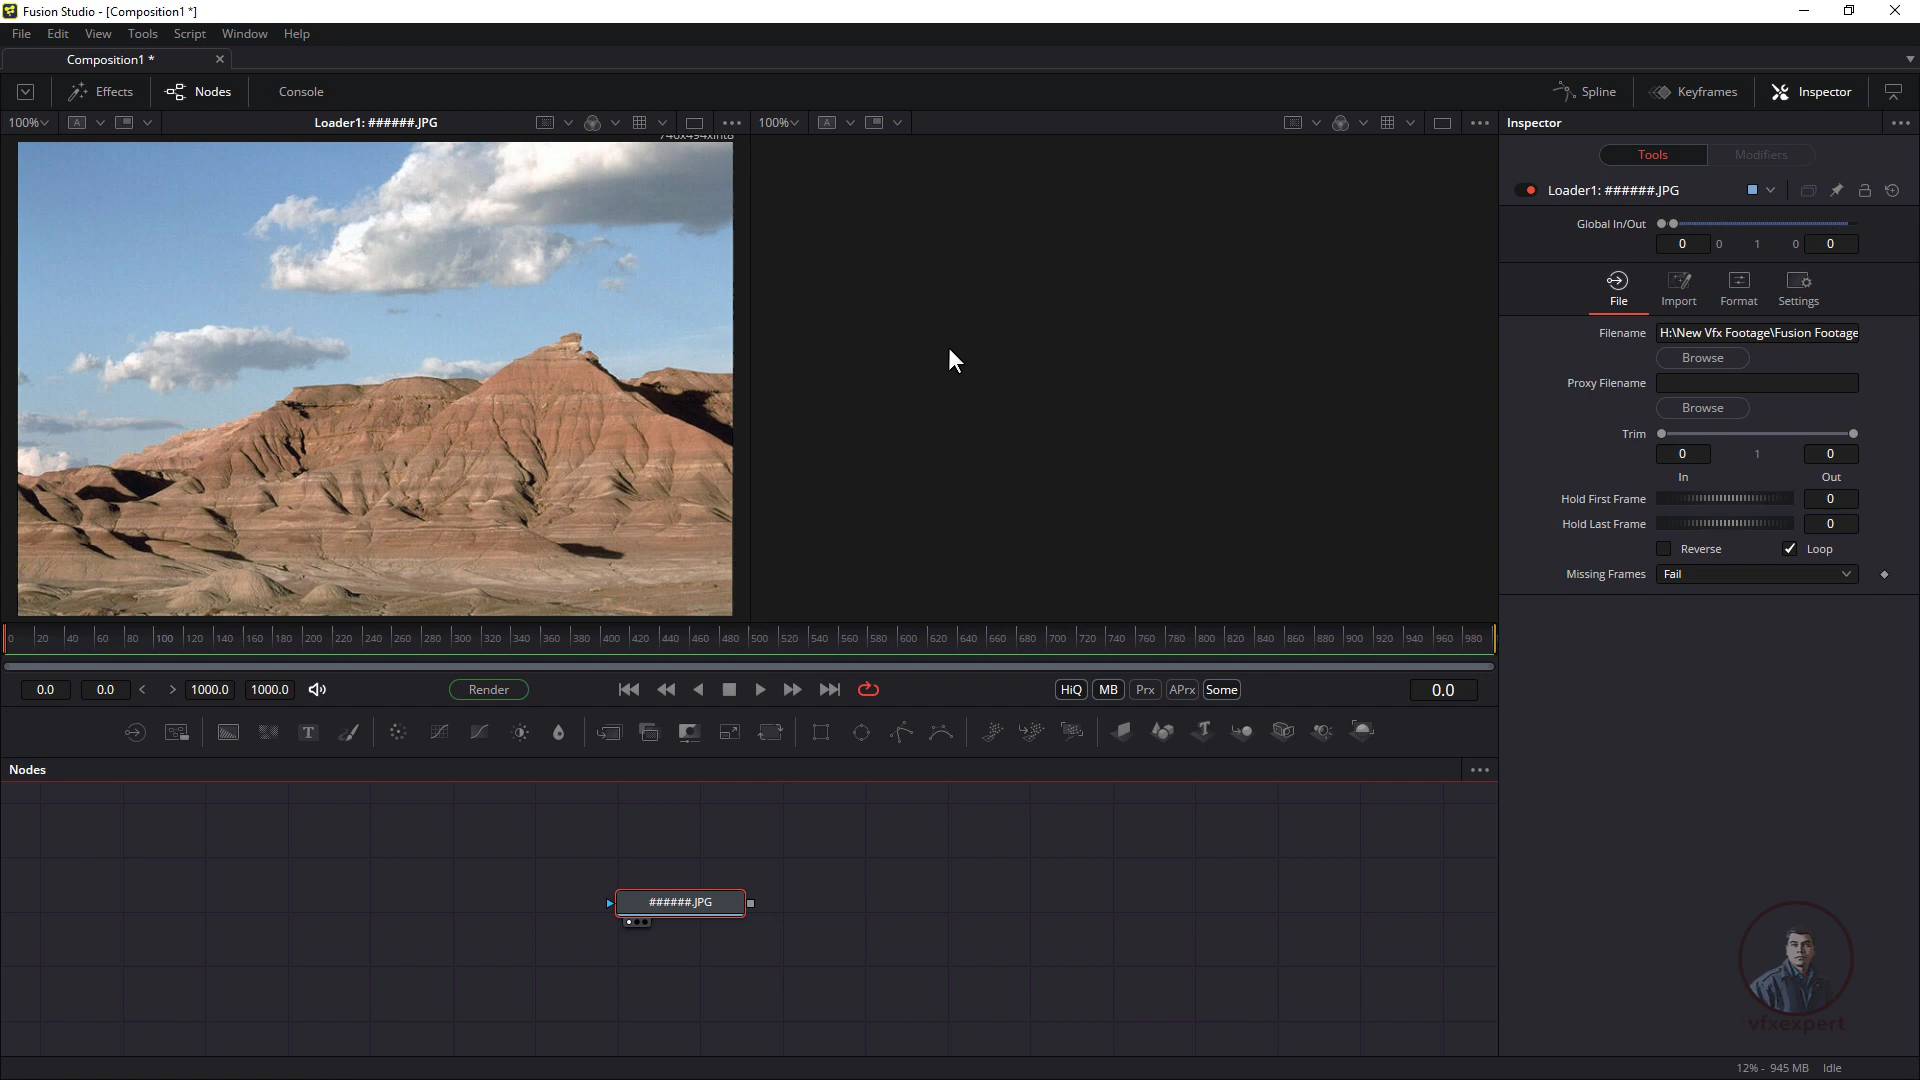 Fusion Studio - [Composition1 *]
File Edit View Tools Script Window Help
Composition1 *
Effects Nodes Console Spline Keyframes Inspector
100% A Loader1: ######.JPG 100% A Inspector
740x494xint8
Tools Modifiers
Loader1: ######.JPG
Global In/Out
0 0 1 0 0
File Import Format Settings
Filename H:\New Vfx Footage\Fusion Footage
Browse
Proxy Filename
Browse
Trim
0 1 0
In Out
Hold First Frame 0
Hold Last Frame 0
Reverse Loop
Missing Frames Fail
0 20 40 60 80 100 120 140 160 180 200 220 240 260 280 300 320 340 360 380 400 420 440 460 480 500 520 540 560 580 600 620 640 660 680 700 720 740 760 780 800 820 840 860 880 900 920 940 960 980
0.0 0.0 < > 1000.0 1000.0 Render HiQ MB Prx APrx Some 0.0
T T
Nodes
######.JPG
vfxexpert
12% - 945 MB Idle